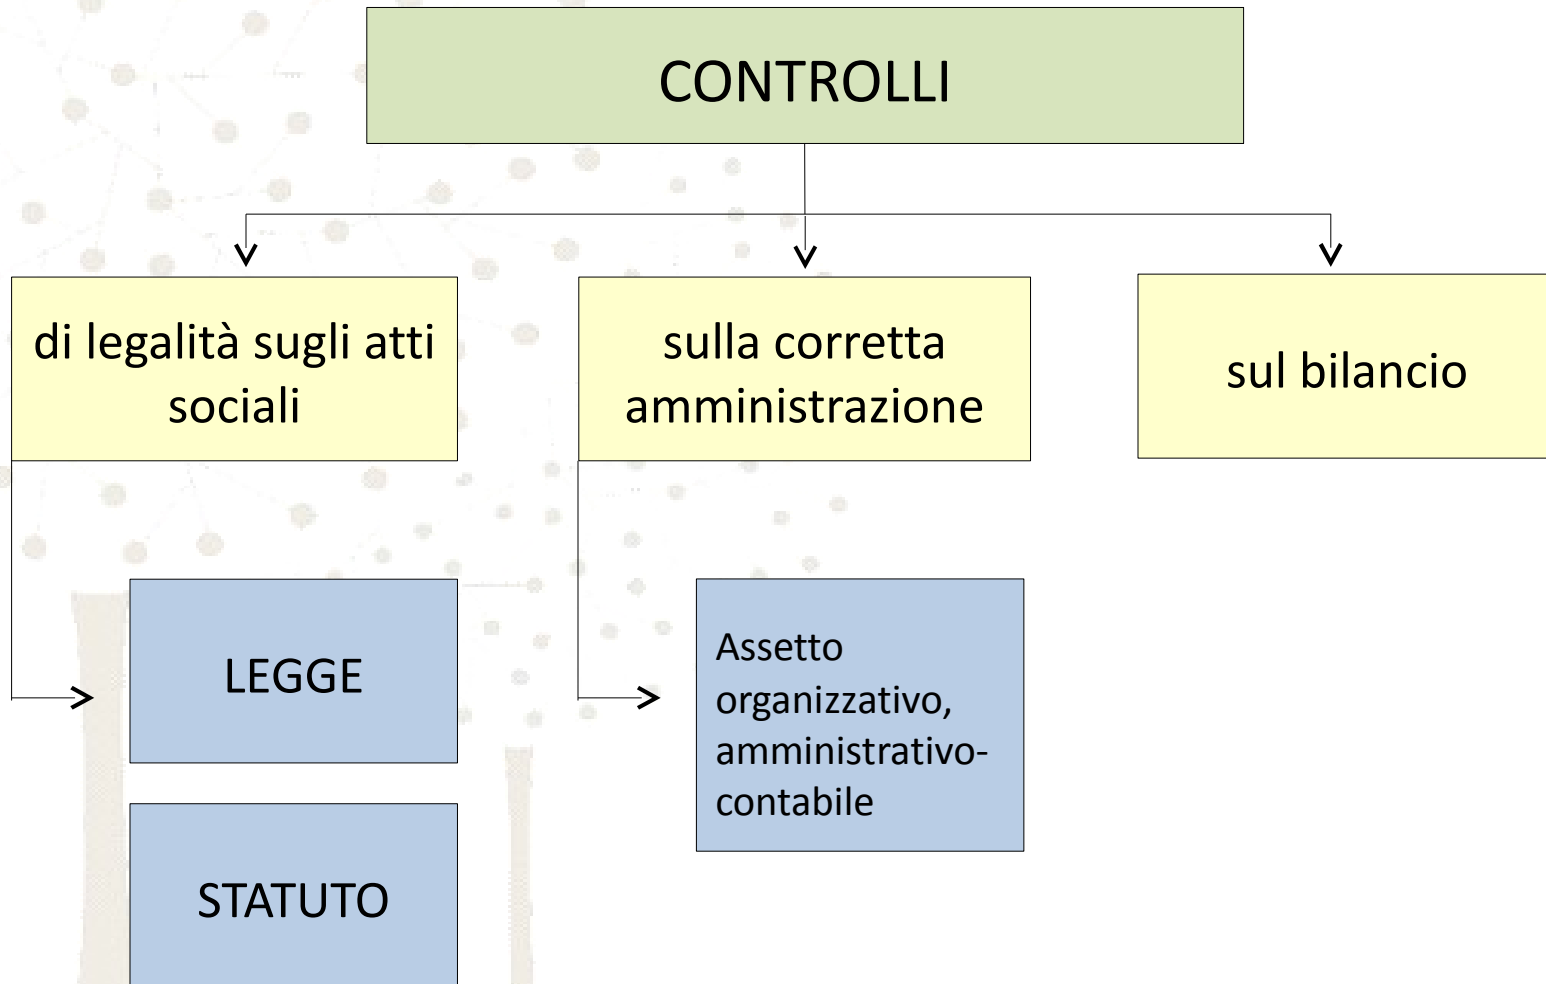 CONTROLLI
di legalità sugli atti
sociali
sulla corretta
amministrazione
sul bilancio
LEGGE
STATUTO
Assetto
organizzativo,
amministrativo-
contabile